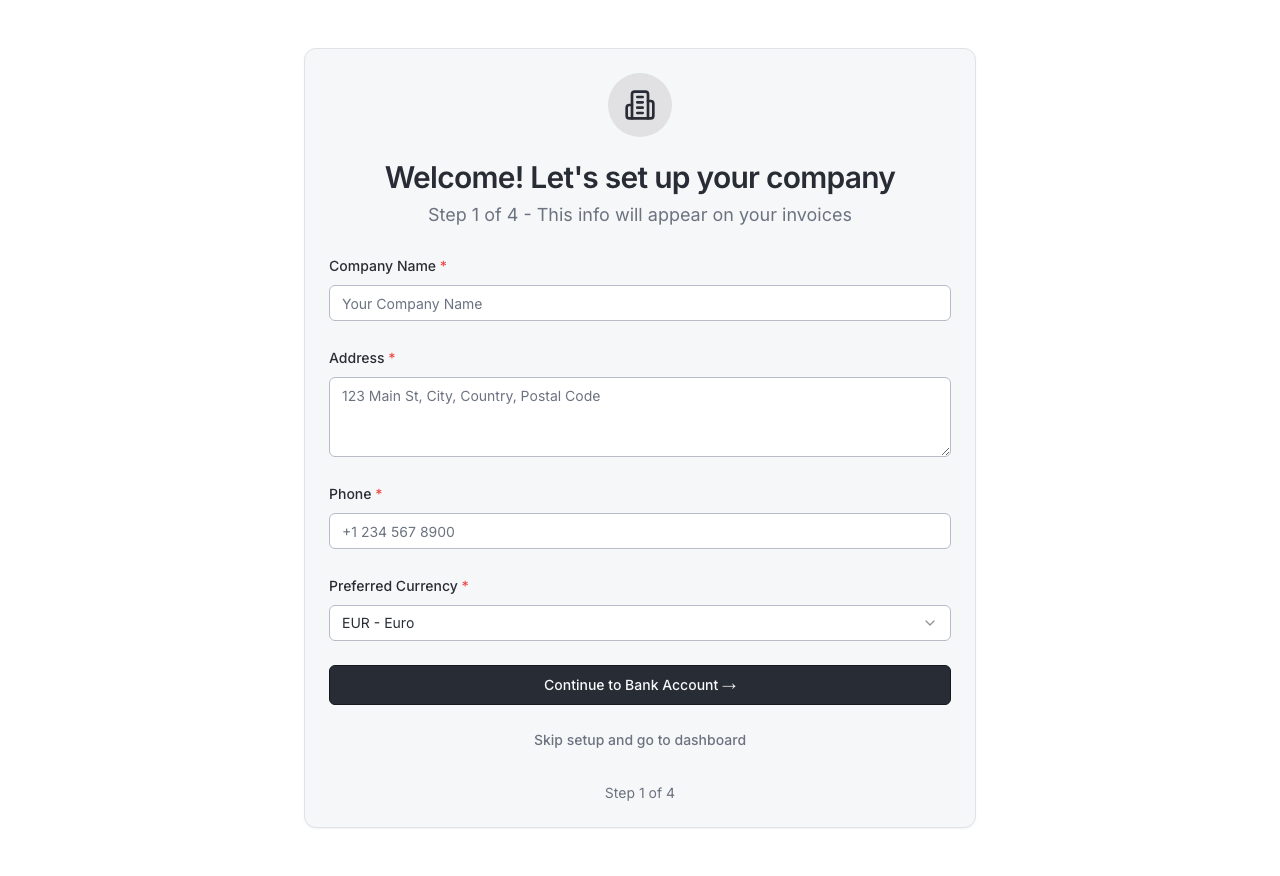 Welcome! Let's set up your company
Step 1 of 4 - This info will appear on your invoices
Company Name *
Your Company Name
Address *
123 Main St, City, Country, Postal Code
Phone *
+1 234 567 8900
Preferred Currency *
EUR - Euro
Continue to Bank Account →
Skip setup and go to dashboard
Step 1 of 4